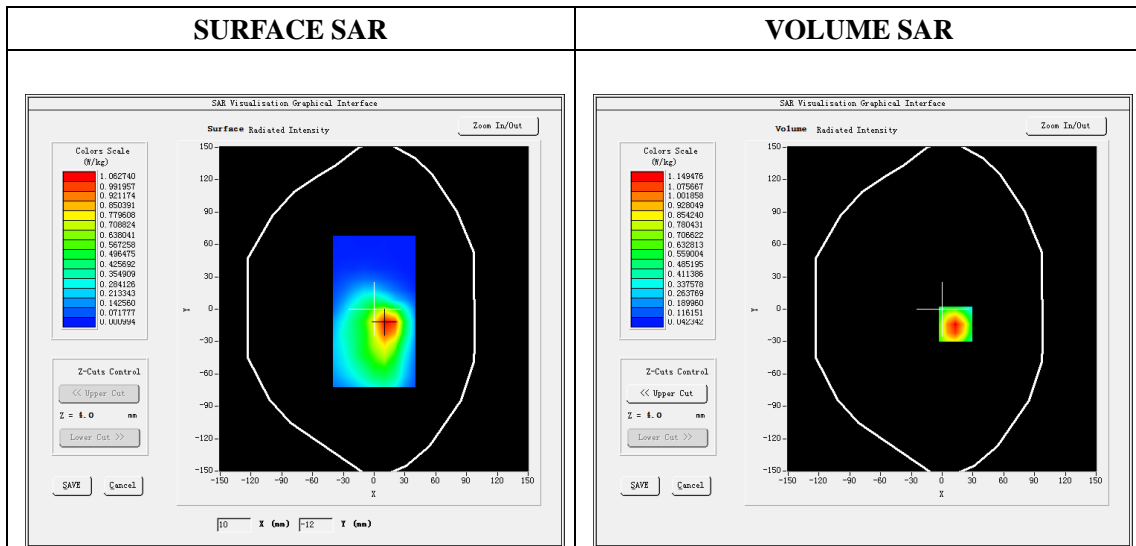 SURFACE SAR
VOLUME SAR
SAR Visualisation Graphical Interface
Surface Radiated Intensity
Zoom In/Out
Colors Scale
(W/kg)
1.062740
0.991957
0.921174
0.850391
0.779608
0.708824
0.638041
0.567258
0.496475
0.425692
0.354909
0.284126
0.213343
0.142560
0.071777
0.000994
Z-Cuts Control
<< Upper Cut
Z = 4.0 mm
Lower Cut >>
SAVE
Cancel
150
120
90
60
30
0
-30
-60
-90
-120
-150
Y
-150 -120 -90 -60 -30 0 30 60 90 120 150
X
10 X (mm) -12 Y (mm)
SAR Visualisation Graphical Interface
Volume Radiated Intensity
Zoom In/Out
Colors Scale
(W/kg)
1.149476
1.075667
1.001858
0.928049
0.854240
0.780431
0.706622
0.632813
0.559004
0.485195
0.411386
0.337578
0.263769
0.189960
0.116151
0.042342
Z-Cuts Control
<< Upper Cut
Z = 4.0 mm
Lower Cut >>
SAVE
Cancel
150
120
90
60
30
0
-30
-60
-90
-120
-150
Y
-150 -120 -90 -60 -30 0 30 60 90 120 150
X